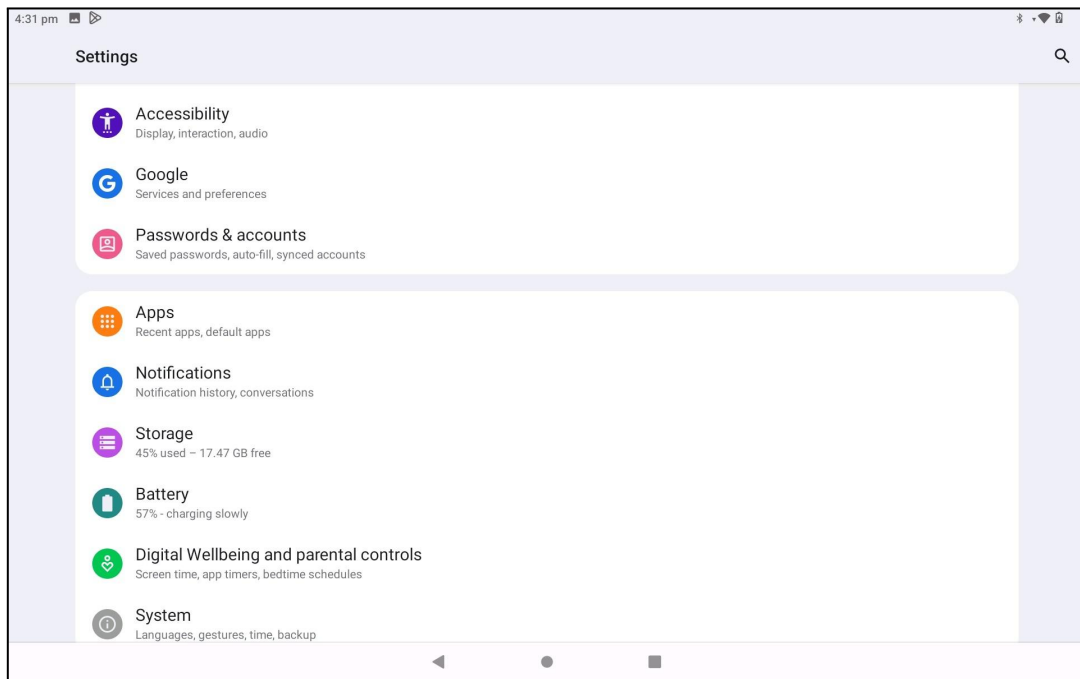 4:31 pm
Settings
Accessibility
Display, interaction, audio
Google
Services and preferences
Passwords & accounts
Saved passwords, auto-fill, synced accounts
Apps
Recent apps, default apps
Notifications
Notification history, conversations
Storage
45% used – 17.47 GB free
Battery
57% - charging slowly
Digital Wellbeing and parental controls
Screen time, app timers, bedtime schedules
System
Languages, gestures, time, backup